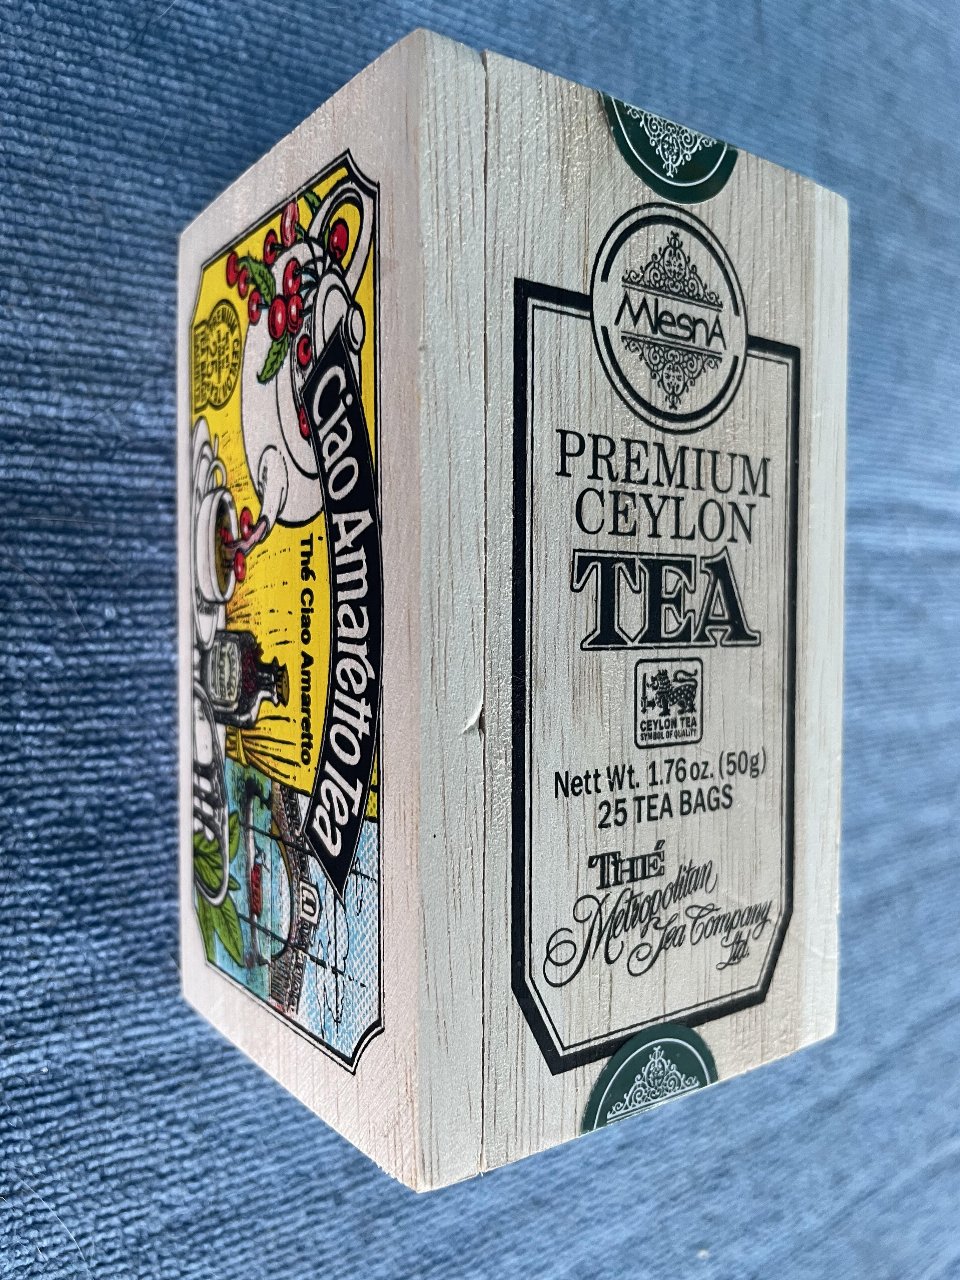 Ciao Amaretto Tea
Thé Ciao Amaretto
MlesnA
PREMIUM
CEYLON
TEA
CEYLON TEA
SYMBOL OF QUALITY
Nett Wt. 1.76 oz. (50g)
25 TEA BAGS
THÉ
Metropolitan
Tea Company
Ltd.